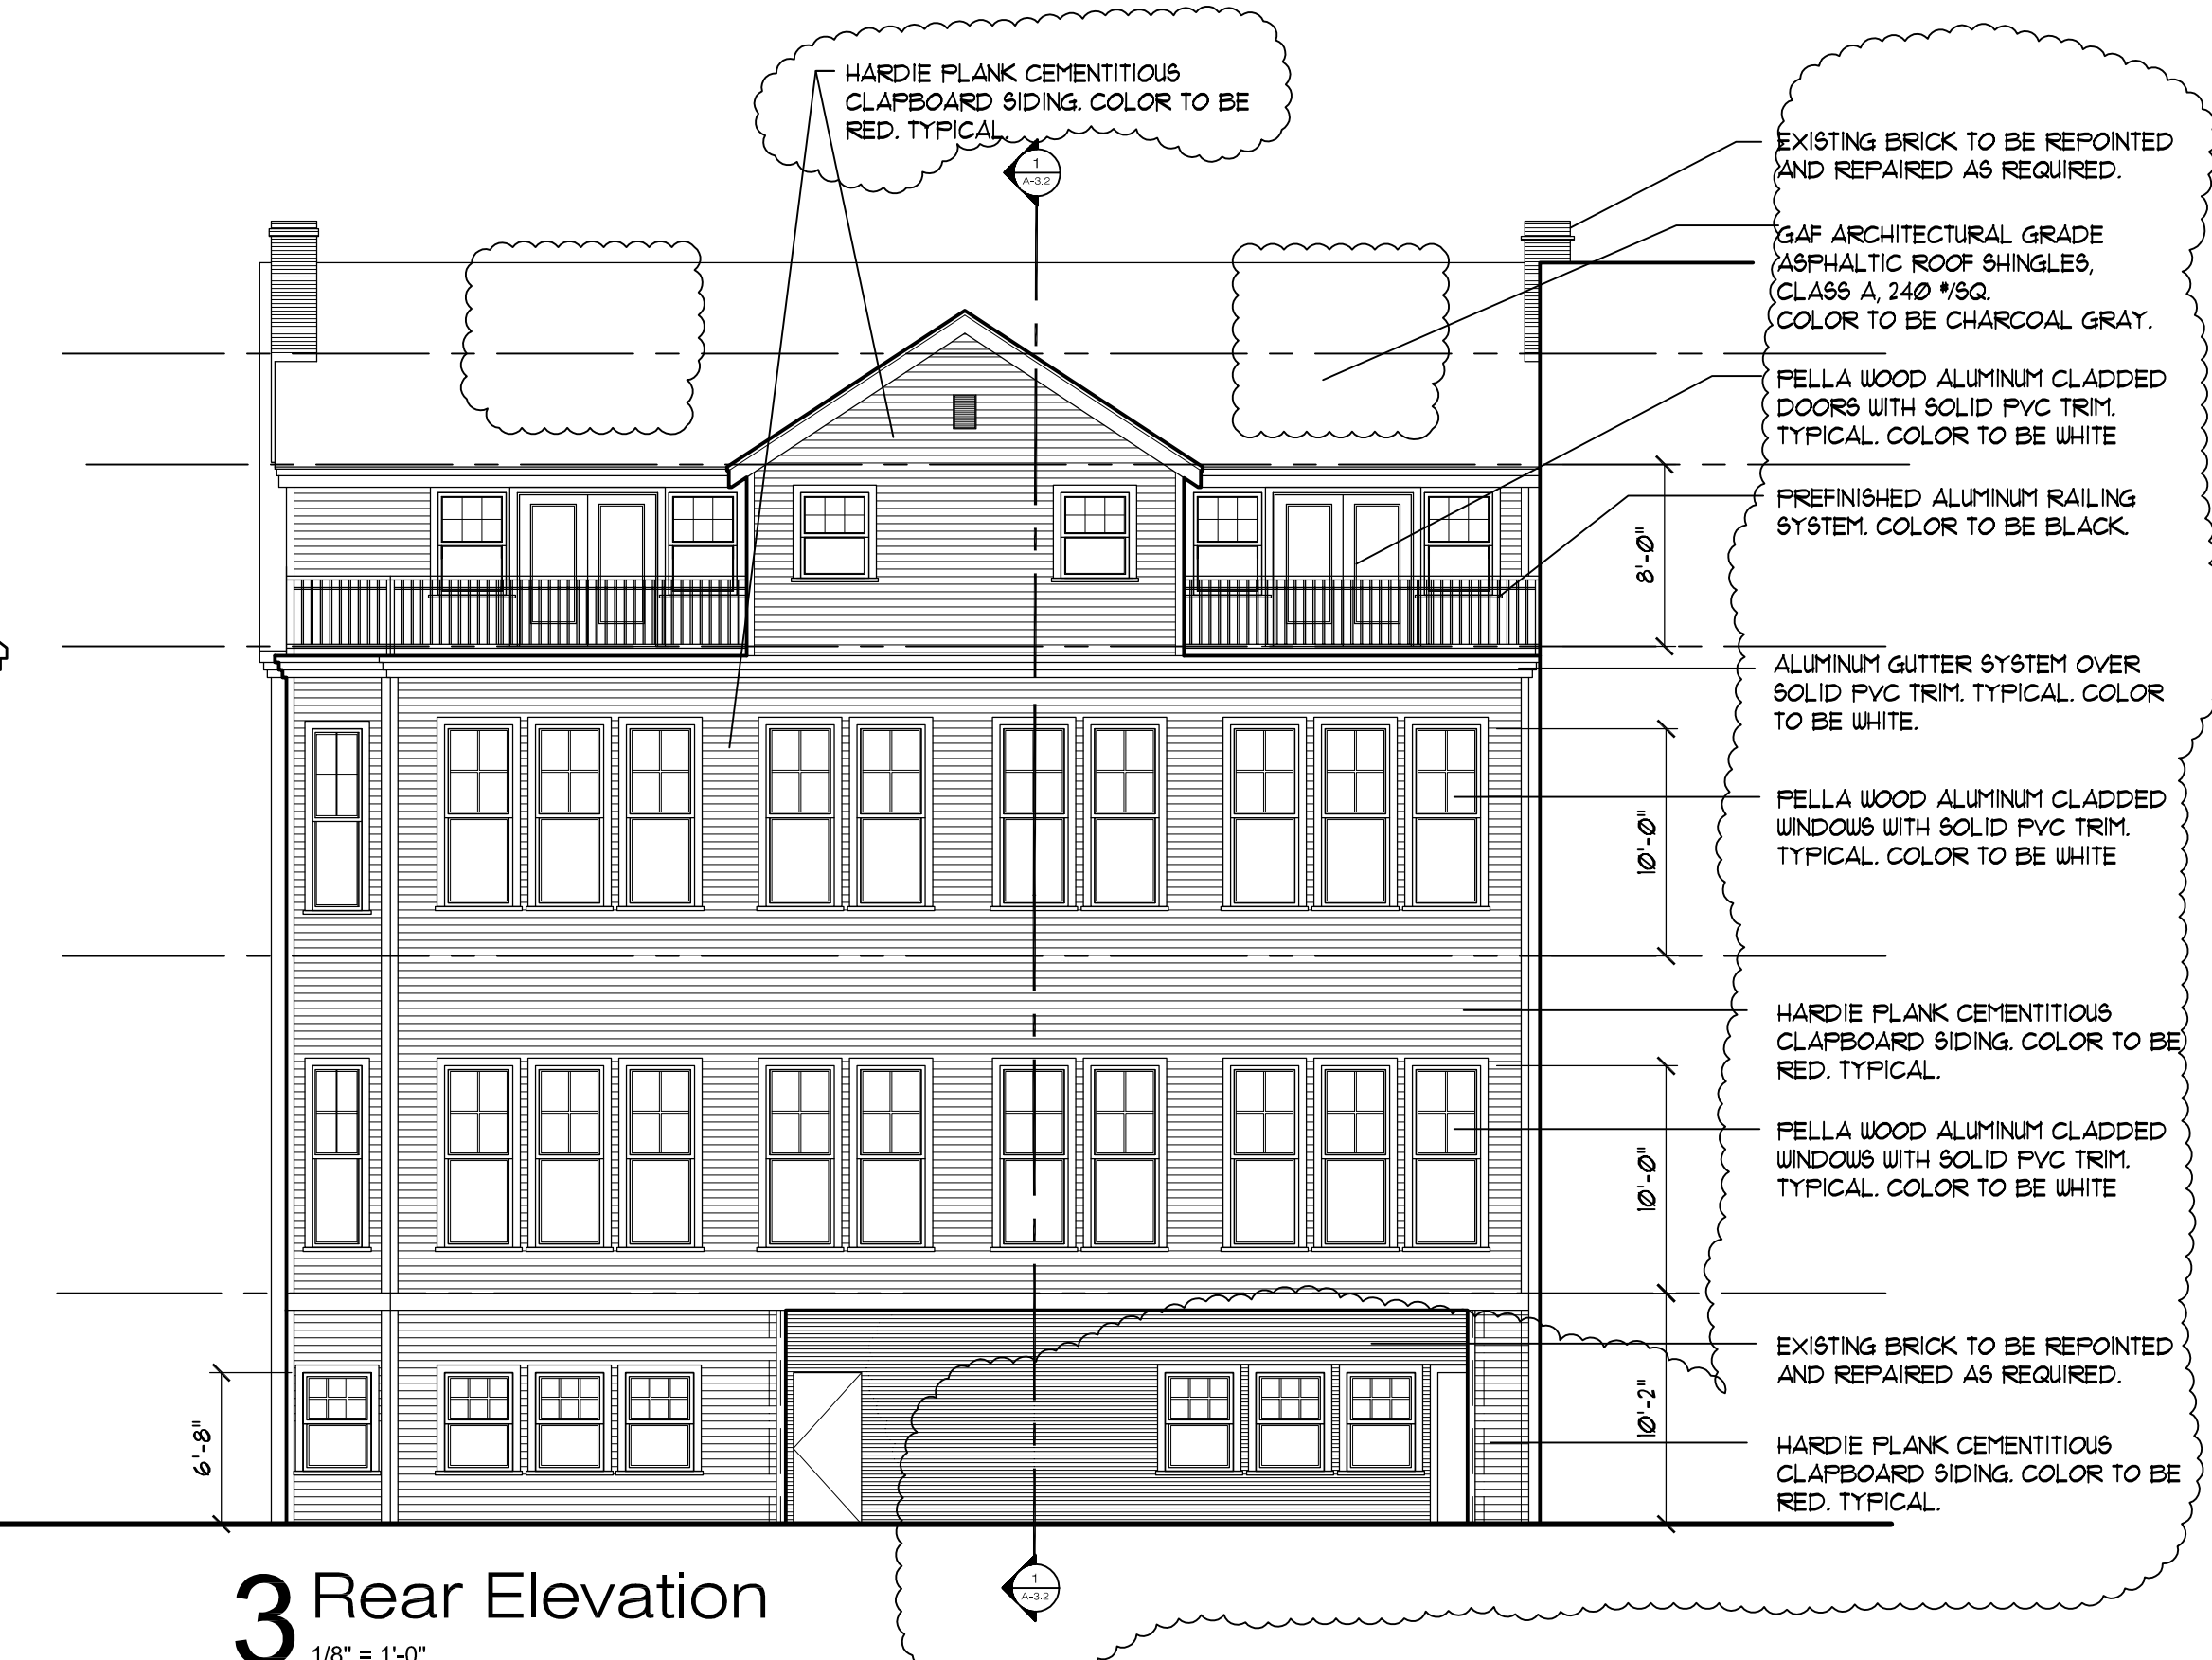 HARDIE PLANK CEMENTITIOUS
CLAPBOARD SIDING. COLOR TO BE
RED. TYPICAL.
1
A-3.2
EXISTING BRICK TO BE REPOINTED
AND REPAIRED AS REQUIRED.
GAF ARCHITECTURAL GRADE
ASPHALTIC ROOF SHINGLES,
CLASS A, 240 #/SQ.
COLOR TO BE CHARCOAL GRAY.
PELLA WOOD ALUMINUM CLADDED
DOORS WITH SOLID PVC TRIM.
TYPICAL. COLOR TO BE WHITE
PREFINISHED ALUMINUM RAILING
SYSTEM. COLOR TO BE BLACK.
8'-0"
ALUMINUM GUTTER SYSTEM OVER
SOLID PVC TRIM. TYPICAL. COLOR
TO BE WHITE.
PELLA WOOD ALUMINUM CLADDED
WINDOWS WITH SOLID PVC TRIM.
TYPICAL. COLOR TO BE WHITE
10'-0"
HARDIE PLANK CEMENTITIOUS
CLAPBOARD SIDING. COLOR TO BE
RED. TYPICAL.
PELLA WOOD ALUMINUM CLADDED
WINDOWS WITH SOLID PVC TRIM.
TYPICAL. COLOR TO BE WHITE
10'-0"
EXISTING BRICK TO BE REPOINTED
AND REPAIRED AS REQUIRED.
10'-2"
6'-8"
HARDIE PLANK CEMENTITIOUS
CLAPBOARD SIDING. COLOR TO BE
RED. TYPICAL.
1
A-3.2
3 Rear Elevation
1/8" = 1'-0"